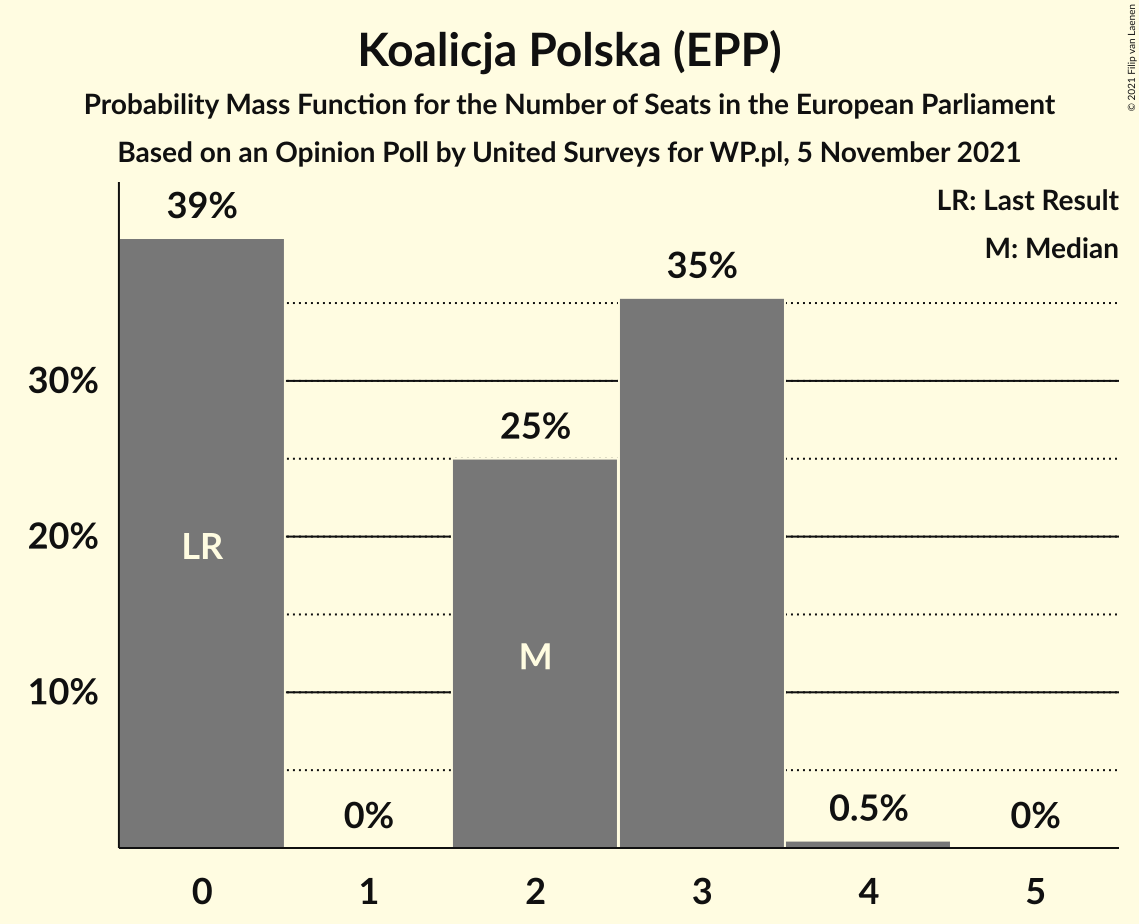 Koalicja Polska (EPP)
Probability Mass Function for the Number of Seats in the European Parliament
Based on an Opinion Poll by United Surveys for WP.pl, 5 November 2021
© 2021 Filip van Laenen
LR: Last Result
M: Median
39%
35%
30%
25%
20%
LR
M
10%
0%
0.5%
0%
0 1 2 3 4 5